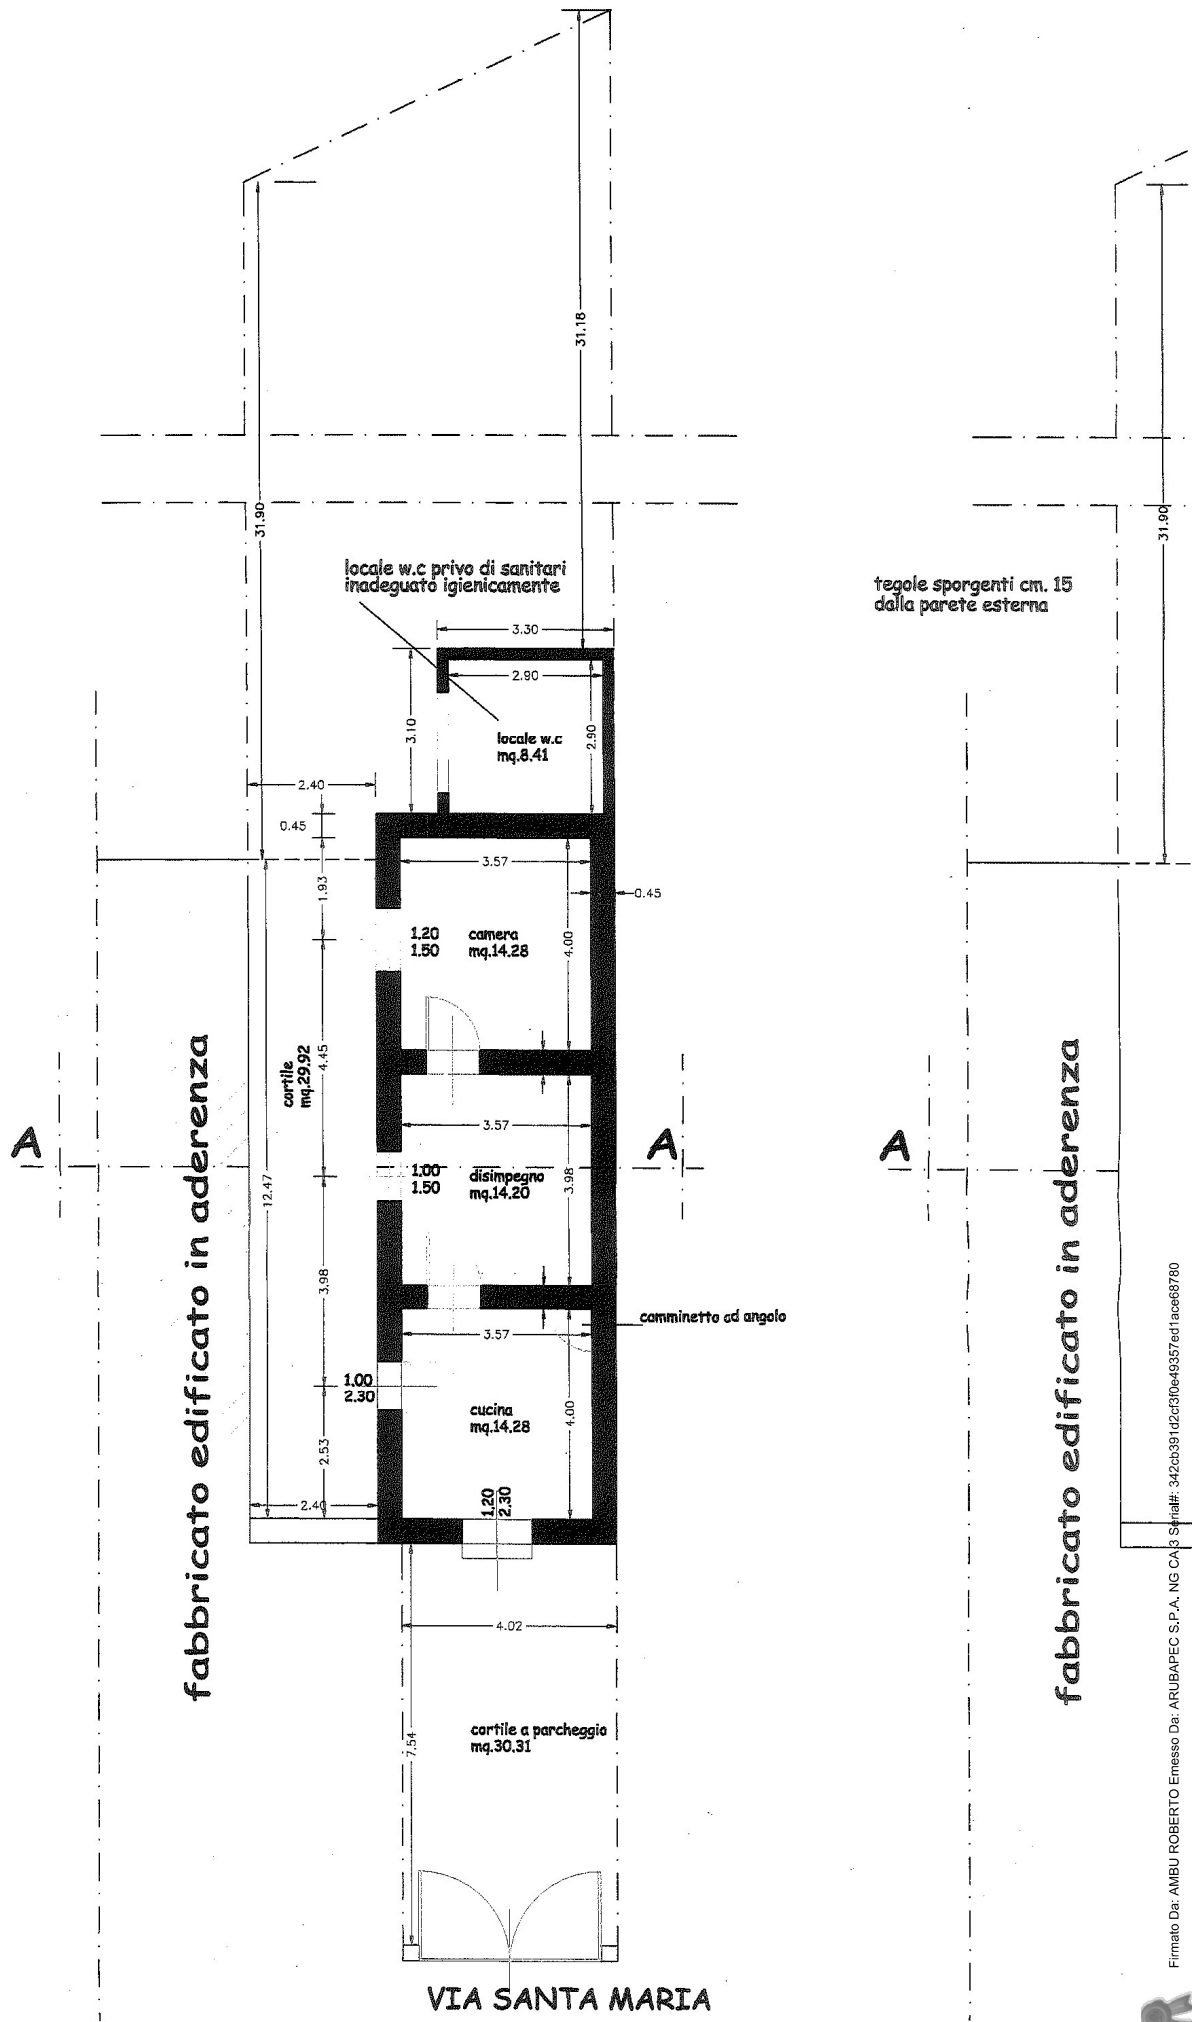 31.18
31.90
31.90
locale w.c privo di sanitari
inadeguato igienicamente
tegole sporgenti cm. 15
dalla parete esterna
3.30
2.90
3.10
2.90
locale w.c
mq.8.41
2.40
0.45
3.57
0.45
1.93
1.20
1.50
camera
mq.14.28
4.00
cortile
mq.29.92
4.45
fabbricato edificato in aderenza
fabbricato edificato in aderenza
3.57
A
A
A
1.00
1.50
disimpegno
mq.14.20
3.98
12.47
3.98
camminetto ad angolo
3.57
1.00
2.30
cucina
mq.14.28
4.00
2.53
1.20
2.30
2.40
4.02
cortile a parcheggio
mq.30.31
7.54
VIA SANTA MARIA
Firmato Da: AMBU ROBERTO Emesso Da: ARUBAPEC S.P.A. NG CA 3 Serial#: 342cb391d2cf3f0e49357ed1ace68780